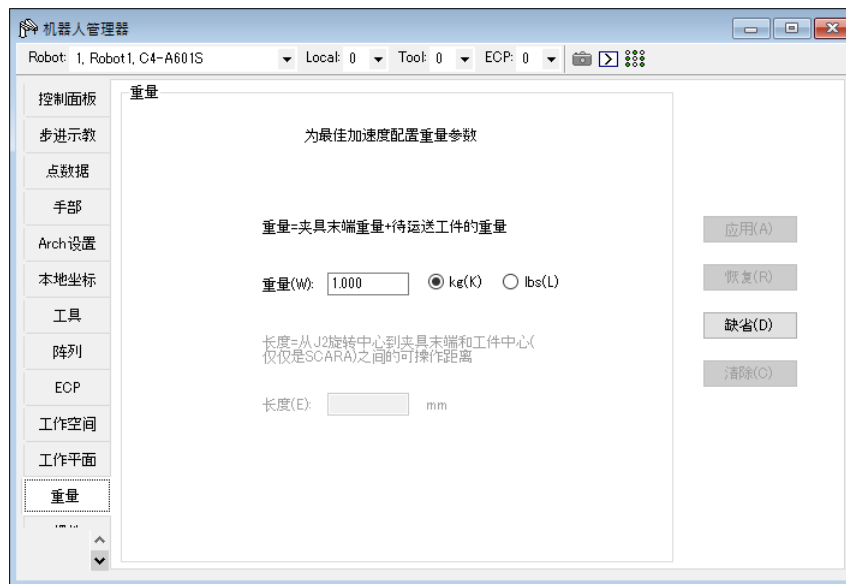 机器人管理器
Robot: 1, Robot1, C4-A601S Local: 0 Tool: 0 ECP: 0
控制面板
步进示教
点数据
手部
Arch设置
本地坐标
工具
阵列
ECP
工作空间
工作平面
重量
重量
为最佳加速度配置重量参数
重量=夹具末端重量+待运送工件的重量
重量(W): 1.000 kg(K) lbs(L)
长度=从J2旋转中心到夹具末端和工件中心(
仅仅是SCARA)之间的可操作距离
长度(E): mm
应用(A)
恢复(R)
缺省(D)
清除(C)